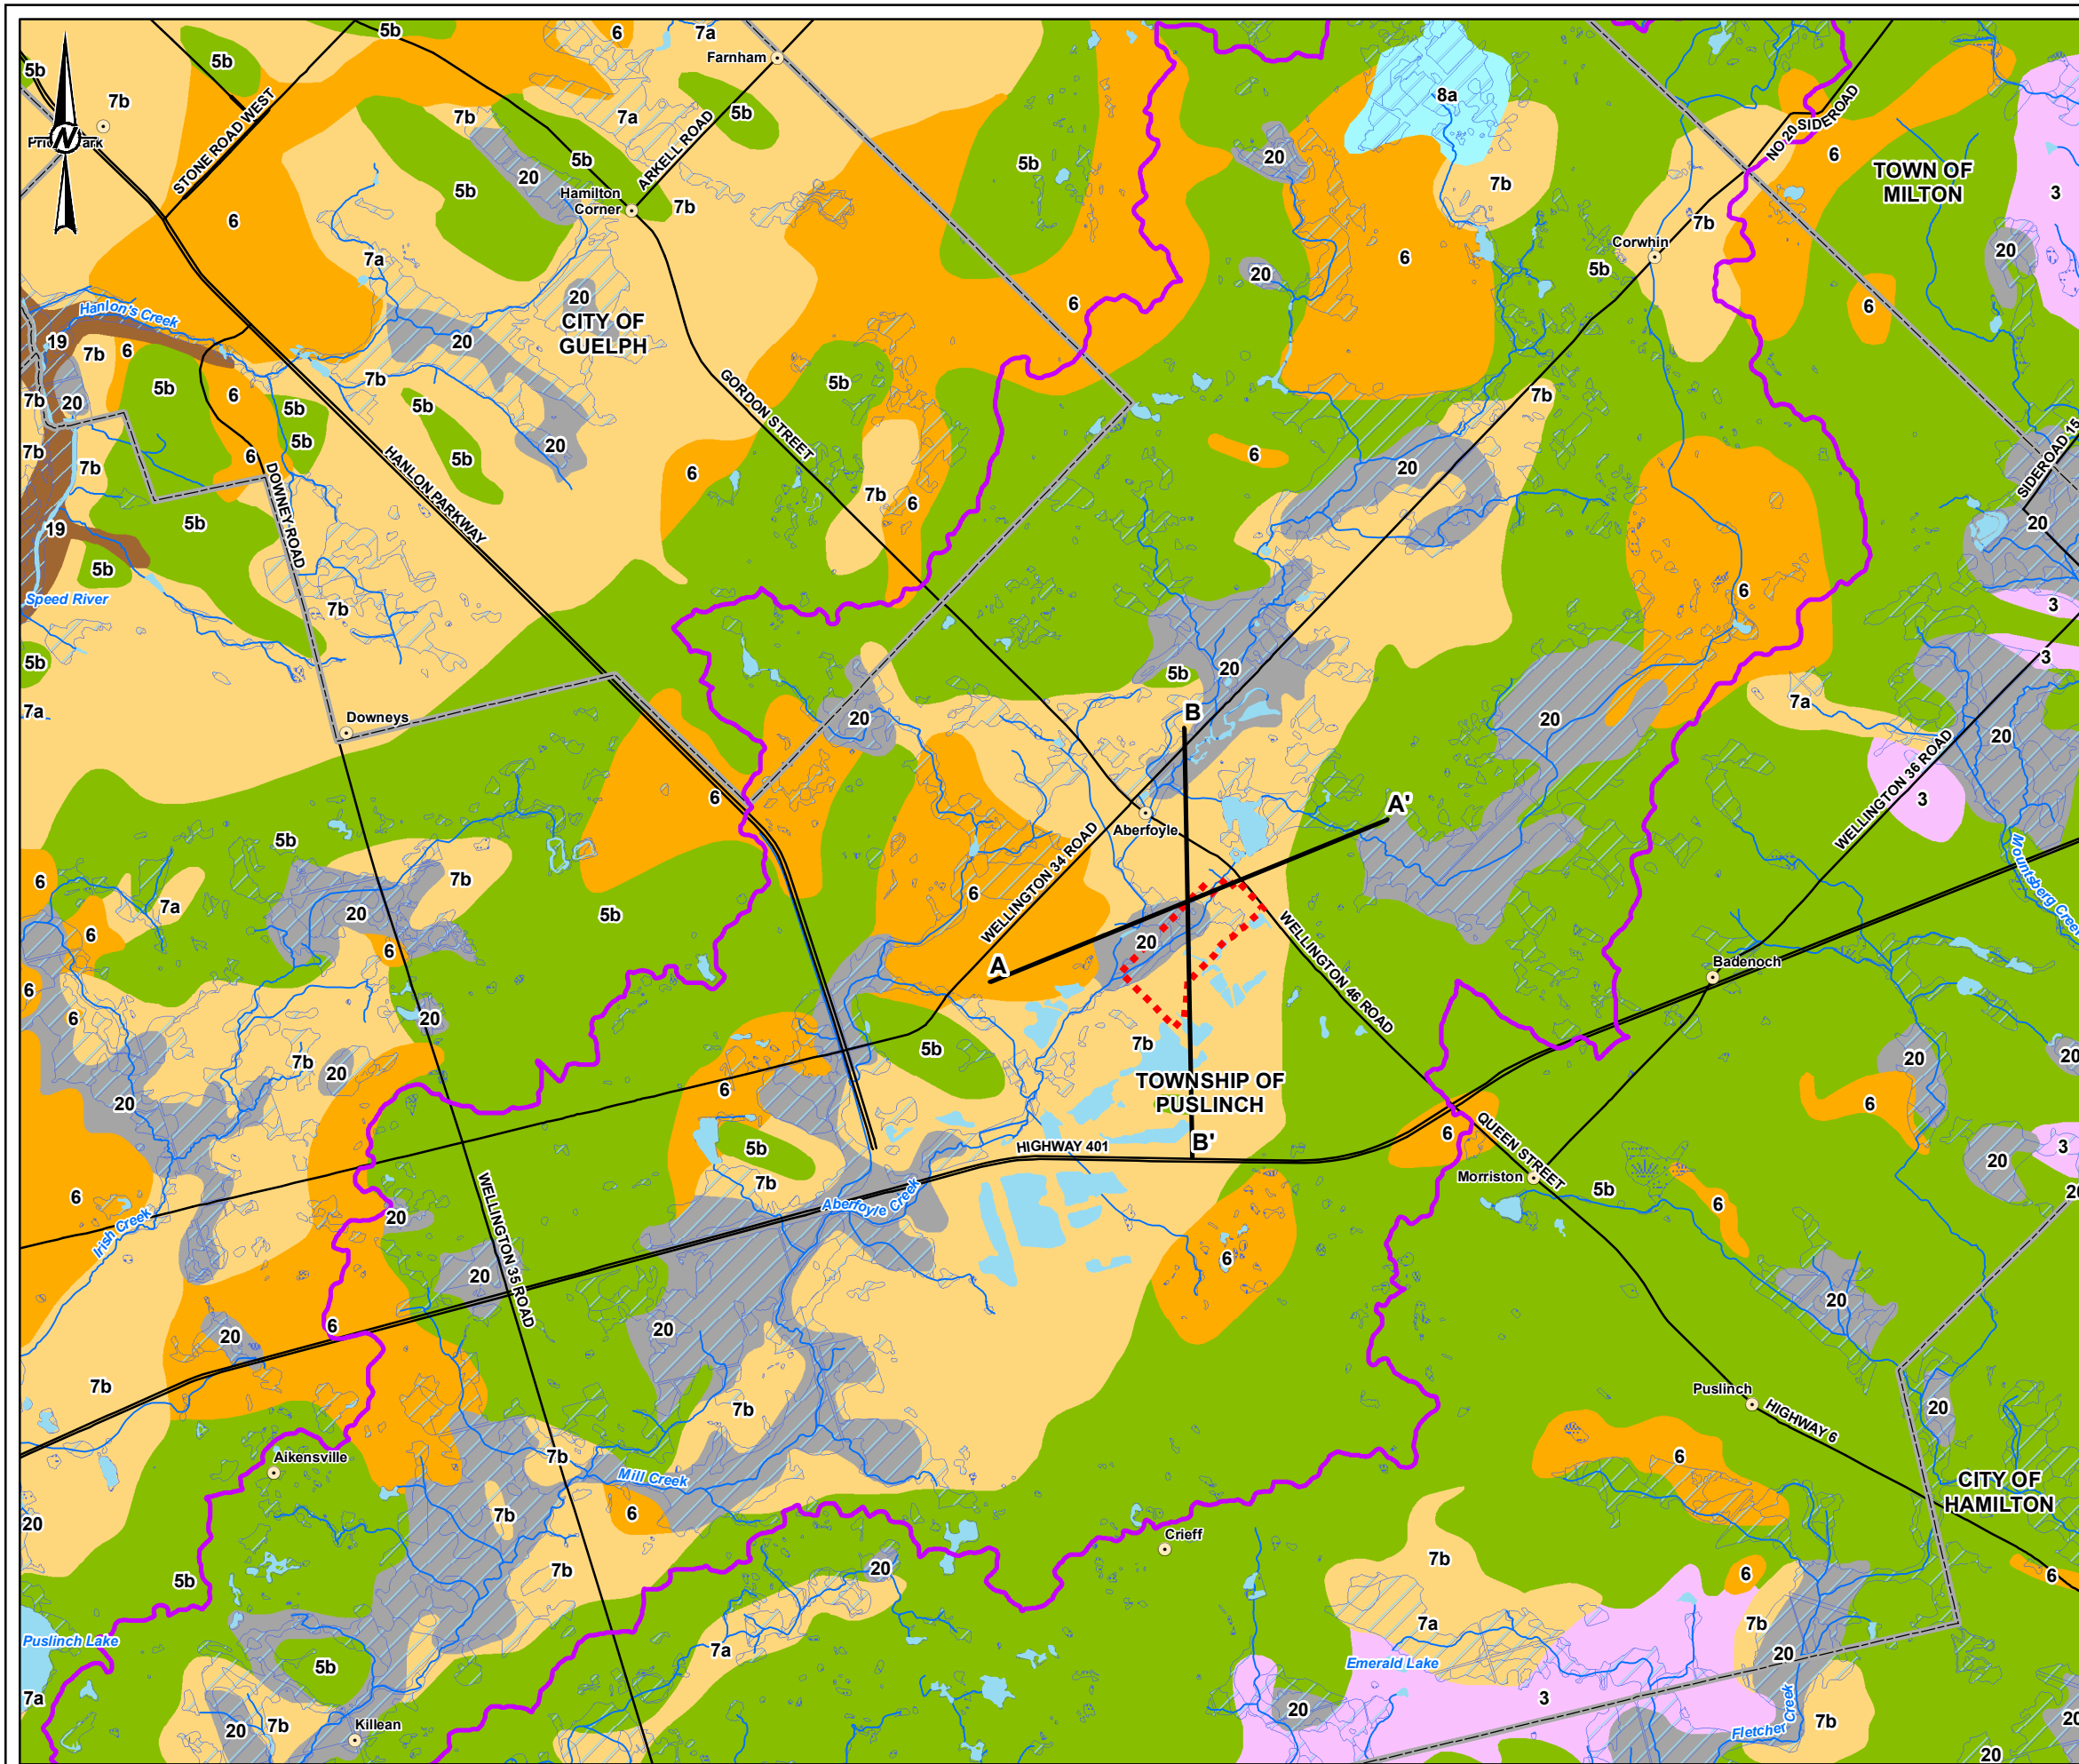 5b
5b
6
7a
Farnham
5b
7b
5b
8a
7b
7a
5b
N
STONE ROAD WEST
ARKELL ROAD
NO 20 SIDEROAD
6
TOWN OF
MILTON
20
5b
5b
20
7b
3
5b
Hamilton
Corner
7b
6
7b
Corwhin
20
7a
6
5b
20
20
6
6
Hanlon's Creek
CITY OF
GUELPH
19
7b
6
20
7b
5b
5b
6
5b
5b
7b
20
7b
GORDON STREET
6
5b
20
7b
7b
6
DOWNEY ROAD
HANLON PARKWAY
5b
6
7b
6
20
SIDEROAD 15
20
19
5b
5b
Speed River
7b
6
3
5b
5b
20
3
7a
Downeys
20
B
20
7a
20
6
Aberfoyle
A'
3
WELLINGTON 36 ROAD
5b
6
7b
7a
20
5b
6
WELLINGTON 34 ROAD
Mountsberg Creek
6
6
20
WELLINGTON 46 ROAD
Badenoch
A
6
6
20
5b
7b
20
20
7b
20
6
TOWNSHIP OF
PUSLINCH
20
6
6
B'
HIGHWAY 401
5b
7b
QUEEN STREET
20
3
Morriston
5b
20
6
Irish Creek
20
WELLINGTON 35 ROAD
Aberfoyle Creek
6
6
20
20
6
20
20
7b
Puslinch
HIGHWAY 6
20
7b
Aikensville
7b
Mill Creek
6
CITY OF
HAMILTON
20
7b
6
Crieff
5b
7b
20
7b
6
6
Puslinch Lake
7a
7a
7b
5b
Emerald Lake
20
7a
3
20
20
7b
Killean
Fletcher Creek
7b
20
20